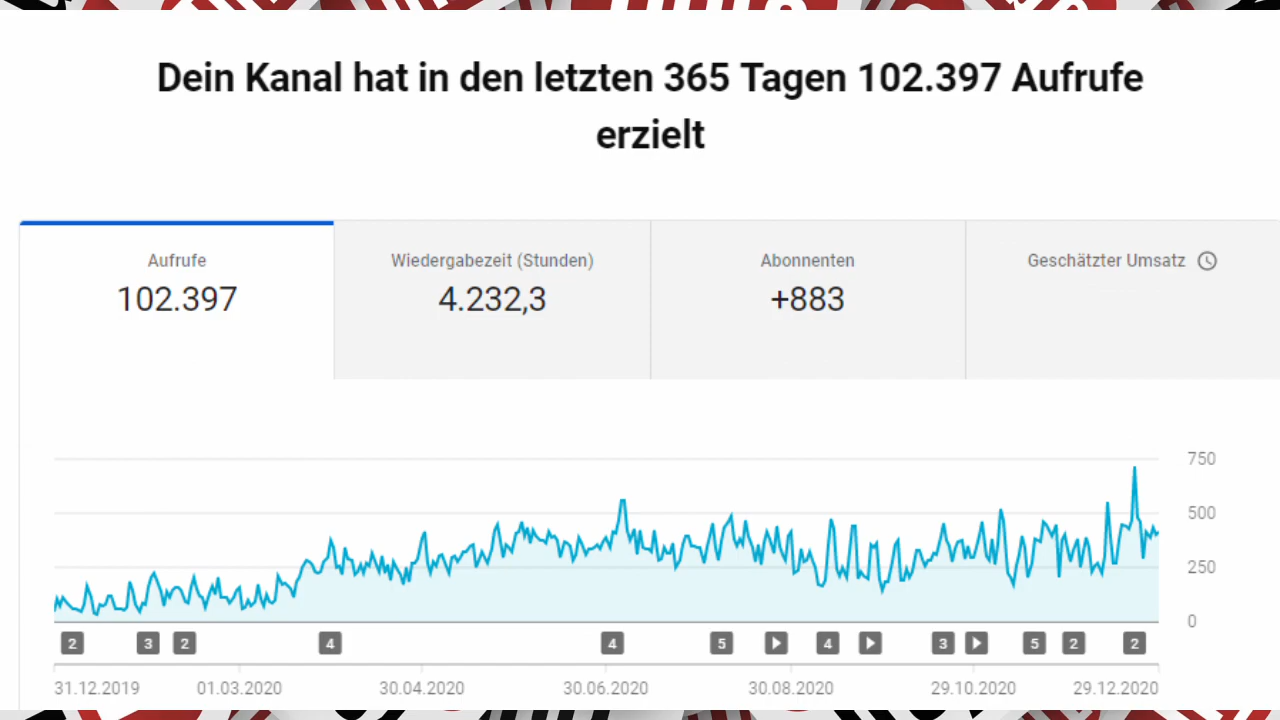 Dein Kanal hat in den letzten 365 Tagen 102.397 Aufrufe
erzielt
Aufrufe
102.397
Wiedergabezeit (Stunden)
4.232,3
Abonnenten
+883
Geschätzter Umsatz
750
500
250
0
2 3 2 4 4 5 4 3 5 2 2
31.12.2019 01.03.2020 30.04.2020 30.06.2020 30.08.2020 29.10.2020 29.12.2020